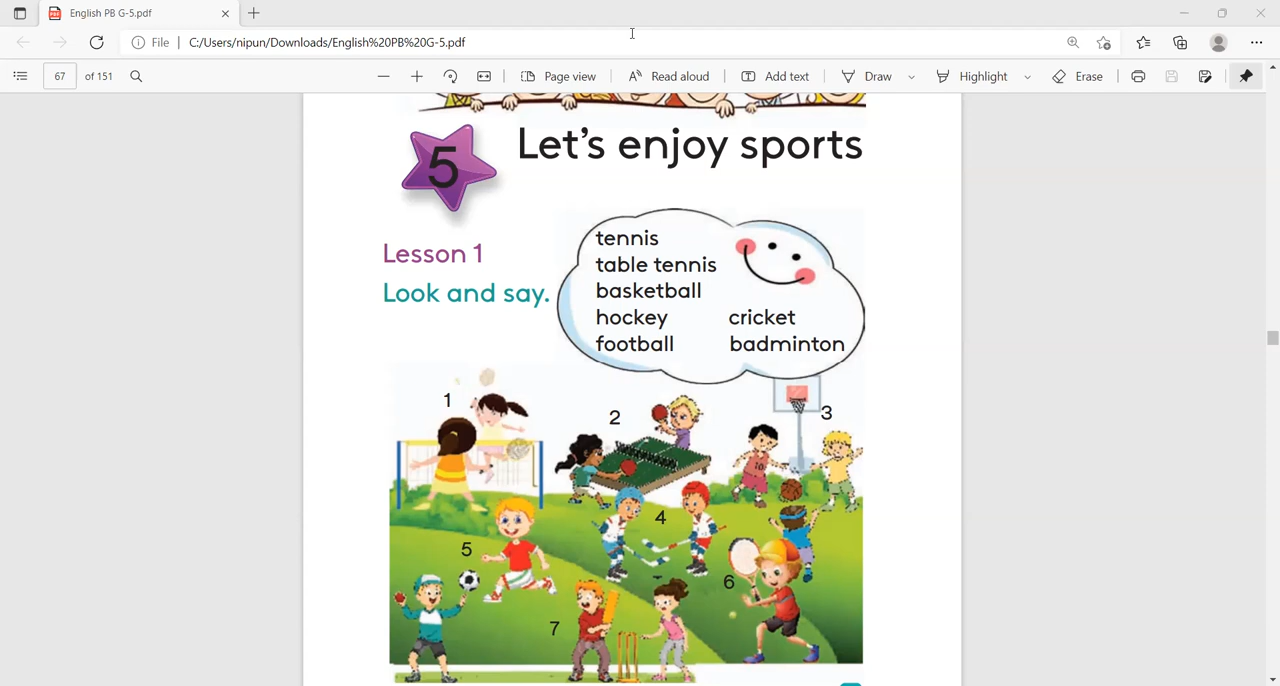 English PB G-5.pdf
File
C:/Users/nipun/Downloads/English%20PB%20G-5.pdf
67 of 151
Page view
Read aloud
Add text
Draw
Highlight
Erase
5 Let's enjoy sports
Lesson 1
Look and say.
tennis
table tennis
basketball
hockey cricket
football badminton
1
2
3
4
5
6
7
10